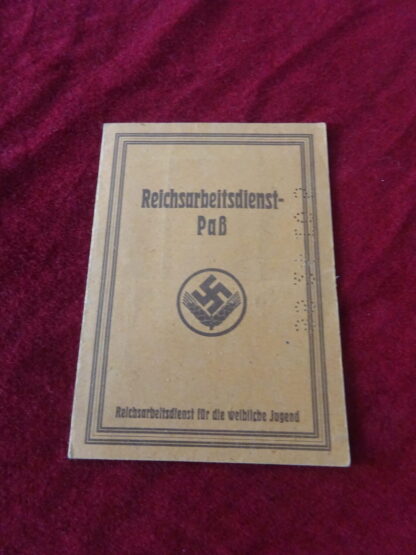 Reichsarbeitsdienst-
Paß
Reichsarbeitsdienst für die weibliche Jugend